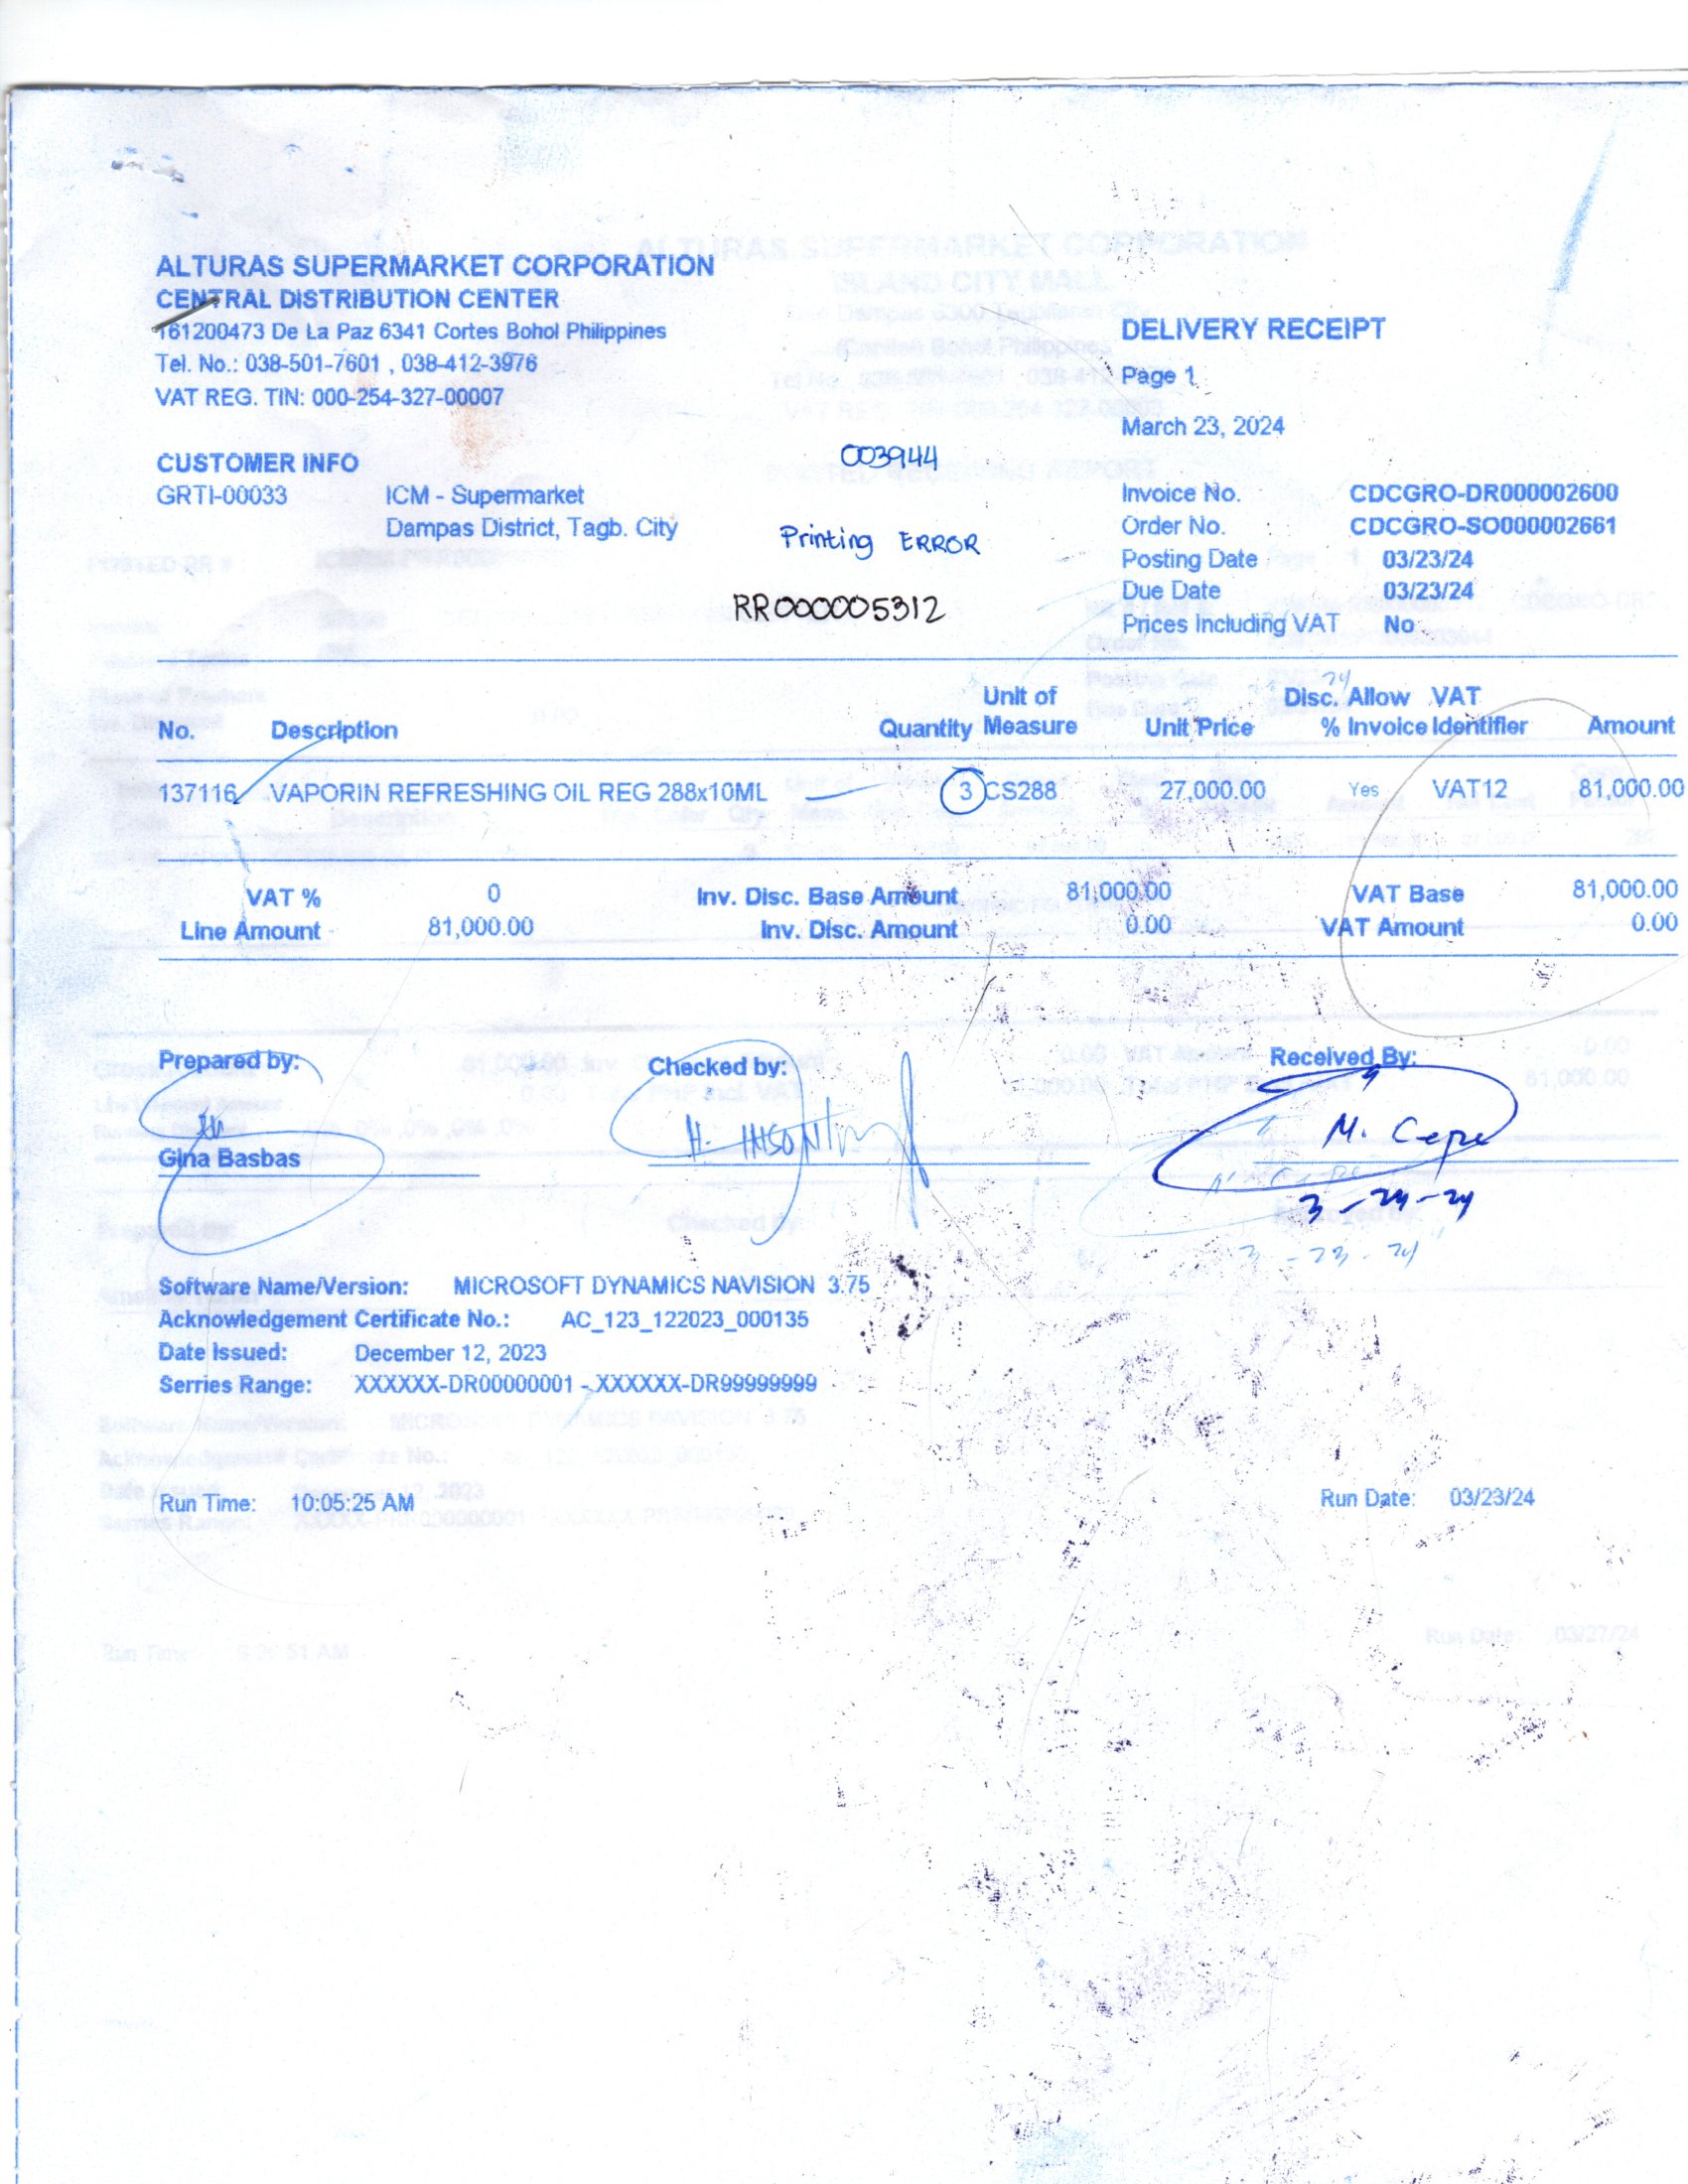 ALTURAS SUPERMARKET CORPORATION
CENTRAL DISTRIBUTION CENTER
161200473 De La Paz 6341 Cortes Bohol Philippines
Tel. No.: 038-501-7601 , 038-412-3976
VAT REG. TIN: 000-254-327-00007
DELIVERY RECEIPT
Page 1
March 23, 2024
CUSTOMER INFO
GRTI-00033 ICM - Supermarket
Dampas District, Tagb. City
003944
Printing ERROR
RR000005312
Invoice No. CDCGRO-DR000002600
Order No. CDCGRO-SO000002661
Posting Date 03/23/24
Due Date 03/23/24
Prices Including VAT No
No. Description Quantity Unit of Measure Unit Price Disc. % Allow Invoice VAT Identifier Amount
137116 VAPORIN REFRESHING OIL REG 288x10ML 3 CS288 27,000.00 Yes VAT12 81,000.00
VAT % 0 Inv. Disc. Base Amount 81,000.00 VAT Base 81,000.00
Line Amount 81,000.00 Inv. Disc. Amount 0.00 VAT Amount 0.00
Prepared by: Checked by: Received By:
Gina Basbas
3-24-24
3-23-24
Software Name/Version: MICROSOFT DYNAMICS NAVISION 3.75
Acknowledgement Certificate No.: AC_123_122023_000135
Date Issued: December 12, 2023
Serries Range: XXXXXX-DR00000001 - XXXXXX-DR99999999
Run Time: 10:05:25 AM Run Date: 03/23/24